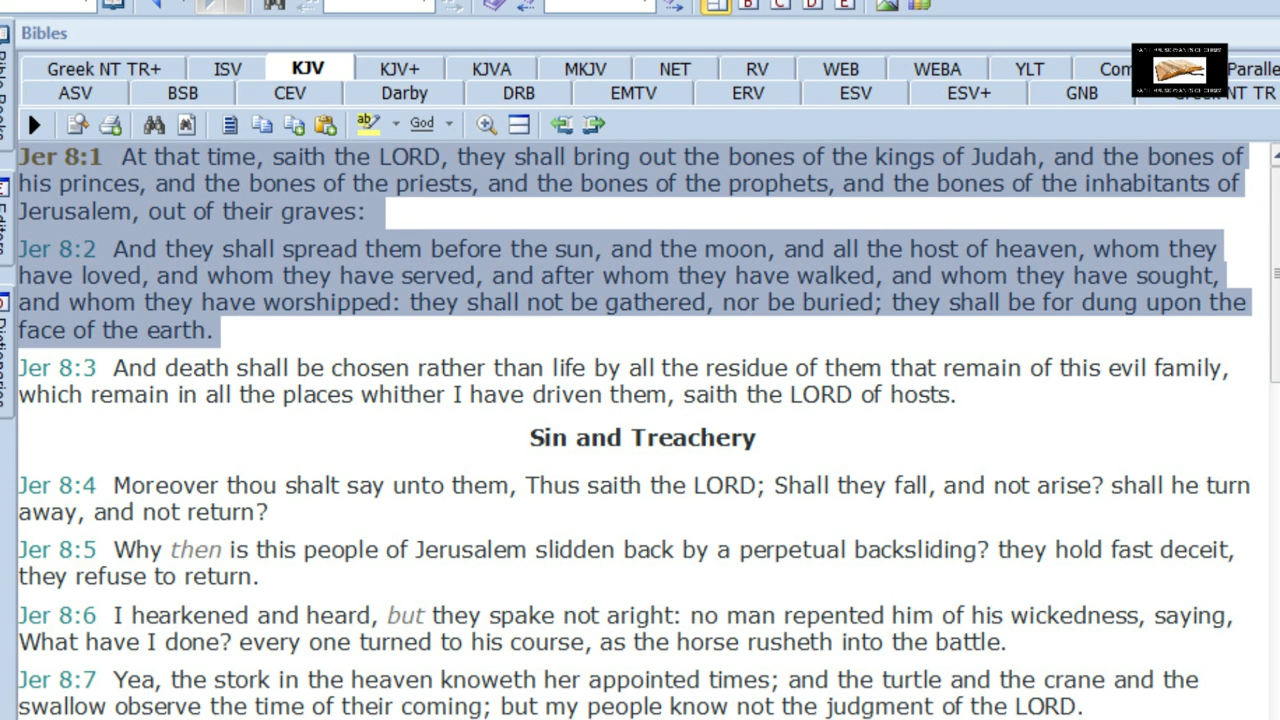 B C D E
Bibles
Greek NT TR+ ISV KJV KJV+ KJVA MKJV NET RV WEB WEBA YLT Com Paralle
ASV BSB CEV Darby DRB EMTV ERV ESV ESV+ GNB Greek NT TR
God
Bible Books
Editors
Dictionaries
Jer 8:1 At that time, saith the LORD, they shall bring out the bones of the kings of Judah, and the bones of
his princes, and the bones of the priests, and the bones of the prophets, and the bones of the inhabitants of
Jerusalem, out of their graves:
Jer 8:2 And they shall spread them before the sun, and the moon, and all the host of heaven, whom they
have loved, and whom they have served, and after whom they have walked, and whom they have sought,
and whom they have worshipped: they shall not be gathered, nor be buried; they shall be for dung upon the
face of the earth.
Jer 8:3 And death shall be chosen rather than life by all the residue of them that remain of this evil family,
which remain in all the places whither I have driven them, saith the LORD of hosts.
Sin and Treachery
Jer 8:4 Moreover thou shalt say unto them, Thus saith the LORD; Shall they fall, and not arise? shall he turn
away, and not return?
Jer 8:5 Why then is this people of Jerusalem slidden back by a perpetual backsliding? they hold fast deceit,
they refuse to return.
Jer 8:6 I hearkened and heard, but they spake not aright: no man repented him of his wickedness, saying,
What have I done? every one turned to his course, as the horse rusheth into the battle.
Jer 8:7 Yea, the stork in the heaven knoweth her appointed times; and the turtle and the crane and the
swallow observe the time of their coming; but my people know not the judgment of the LORD.